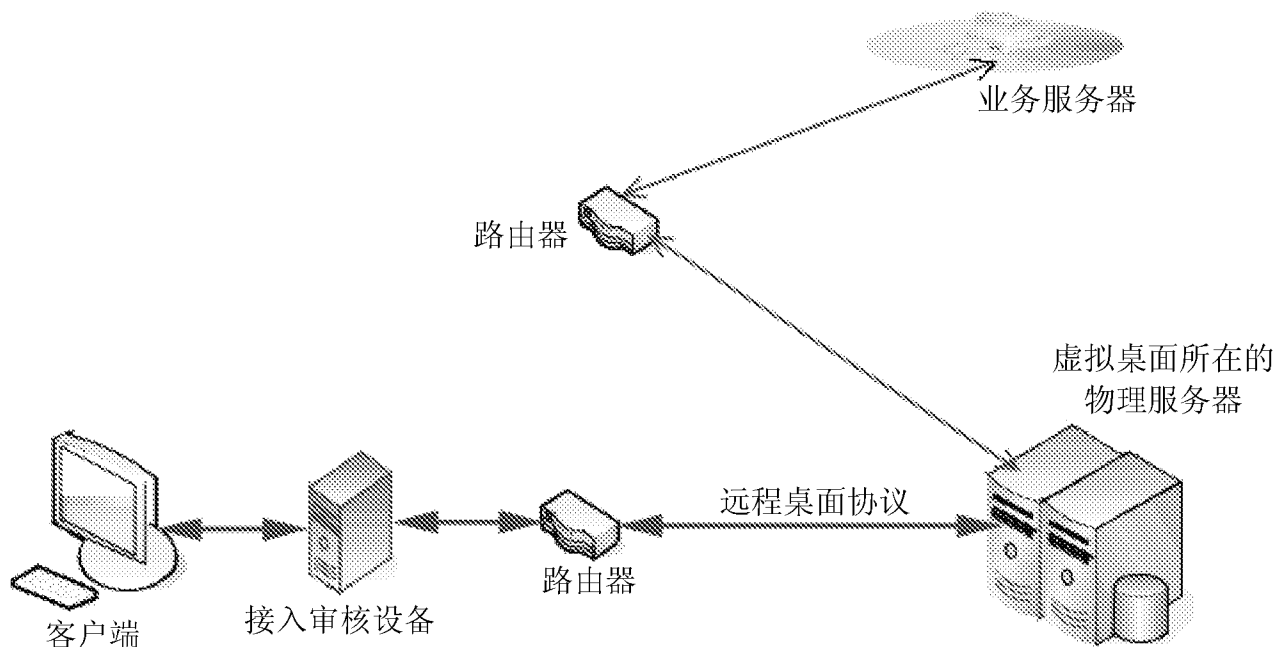 业务服务器
路由器
虚拟桌面所在的
物理服务器
远程桌面协议
路由器
接入审核设备
客户端